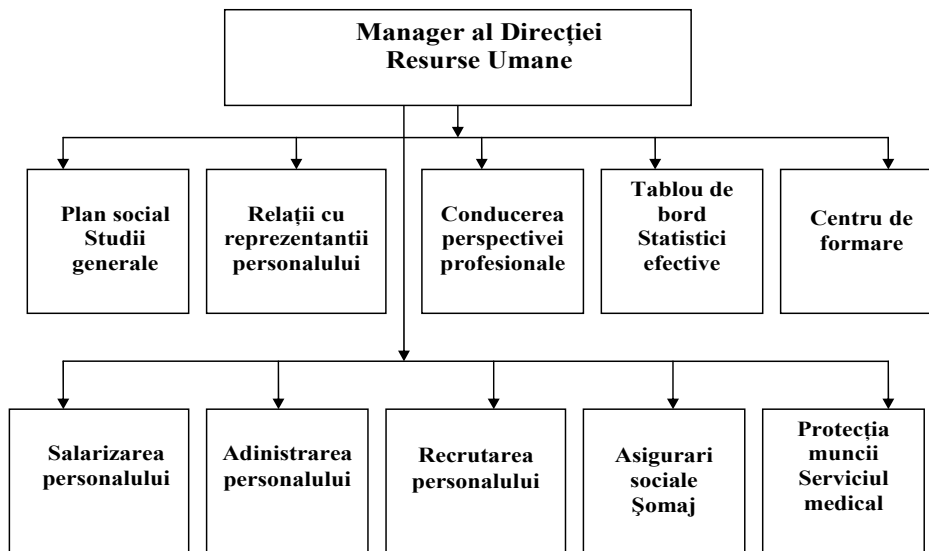 Manager al Direcției
Resurse Umane
Plan social
Studii
generale
Relații cu
reprezentantii
personalului
Conducerea
perspectivei
profesionale
Tablou de
bord
Statistici
efective
Centru de
formare
Salarizarea
personalului
Adinistrarea
personalului
Recrutarea
personalului
Asigurari
sociale
Şomaj
Protecția
muncii
Serviciul
medical